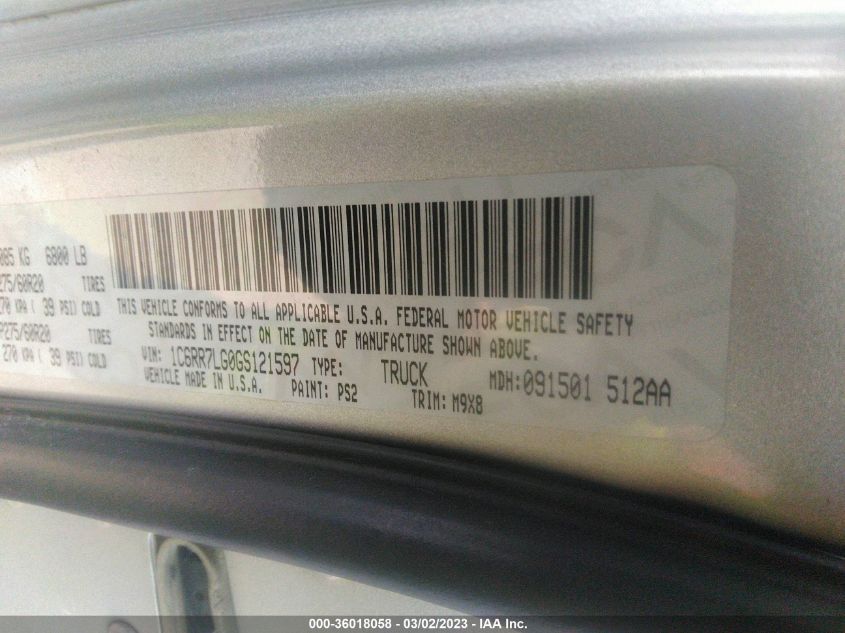 085 KG 6800 LB
275/60R20 TIRES
270 KPA ( 39 PSI) COLD
P275/60R20 TIRES
270 KPA ( 39 PSI) COLD
THIS VEHICLE CONFORMS TO ALL APPLICABLE U.S.A. FEDERAL MOTOR VEHICLE SAFETY
STANDARDS IN EFFECT ON THE DATE OF MANUFACTURE SHOWN ABOVE.
VIN: 1C6RR7LG0GS121597 TYPE: TRUCK MDH:091501 512AA
VEHICLE MADE IN U.S.A. PAINT: PS2 TRIM: M9X8
000-36018058 — 03/02/2023 — IAA Inc.